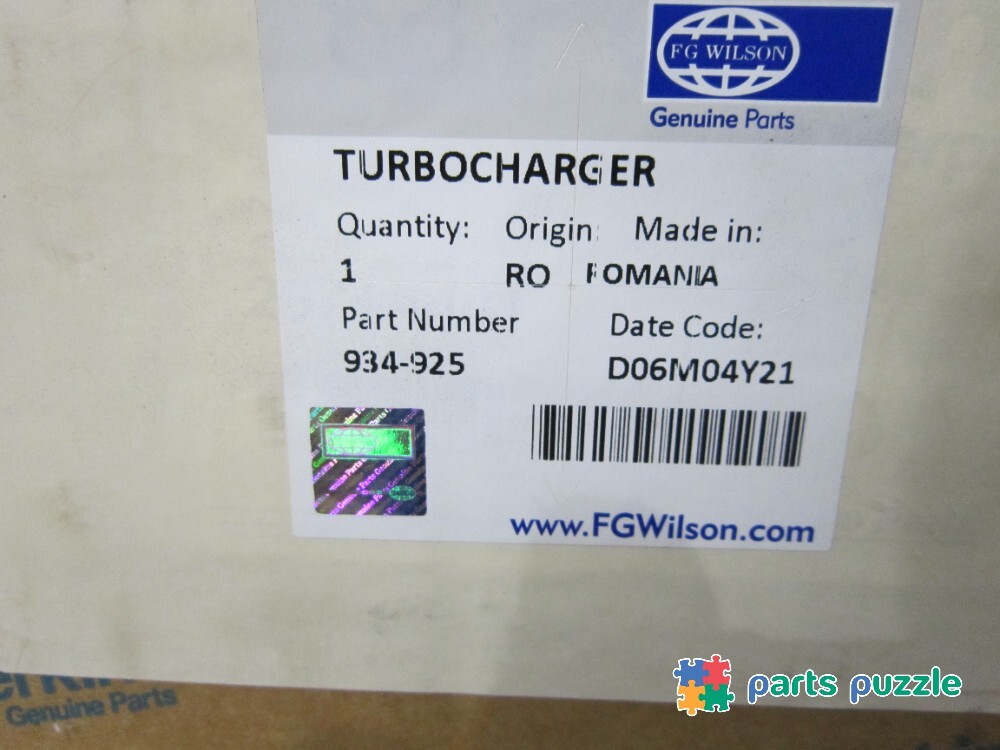 FG WILSON
Genuine Parts
TURBOCHARGER
Quantity: Origin: Made in:
1 RO ROMANIA
Part Number Date Code:
934-925 D06M04Y21
www.FGWilson.com
Genuine Parts
parts puzzle